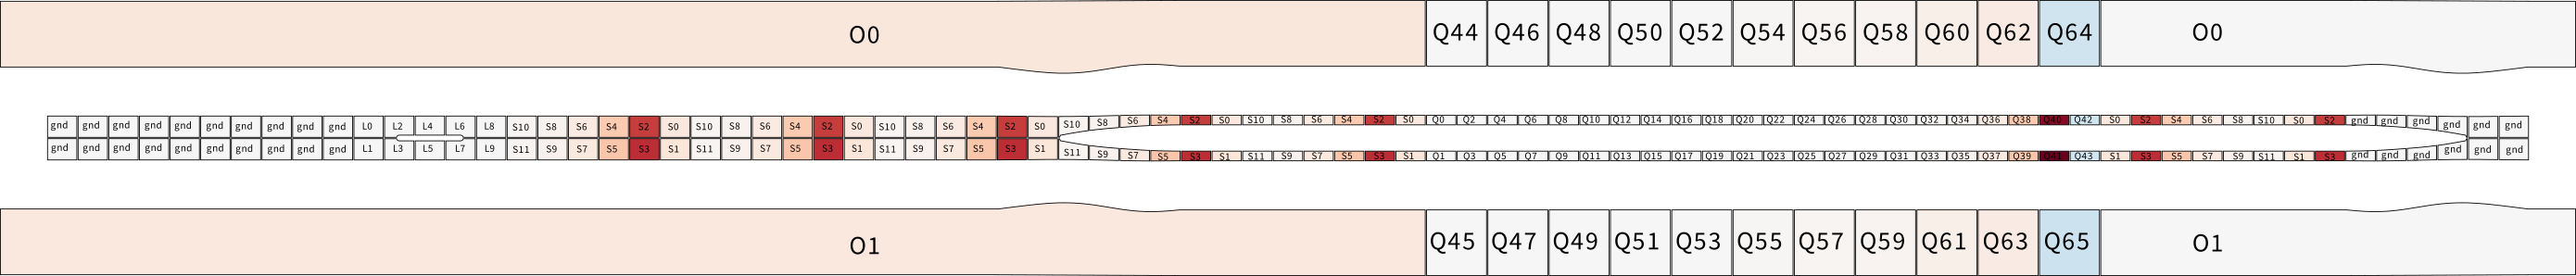 O0 Q44 Q46 Q48 Q50 Q52 Q54 Q56 Q58 Q60 Q62 Q64 O0
gnd gnd gnd gnd gnd gnd gnd gnd gnd gnd L0 L2 L4 L6 L8 S10 S8 S6 S4 S2 S0 S10 S8 S6 S4 S2 S0 S10 S8 S6 S4 S2 S0 S10 S8 S6 S4 S2 S0 S10 S8 S6 S4 S2 S0 Q0 Q2 Q4 Q6 Q8 Q10 Q12 Q14 Q16 Q18 Q20 Q22 Q24 Q26 Q28 Q30 Q32 Q34 Q36 Q38 Q40 Q42 S0 S2 S4 S6 S8 S10 S0 S2 gnd gnd gnd gnd gnd gnd
gnd gnd gnd gnd gnd gnd gnd gnd gnd gnd L1 L3 L5 L7 L9 S11 S9 S7 S5 S3 S1 S11 S9 S7 S5 S3 S1 S11 S9 S7 S5 S3 S1 S11 S9 S7 S5 S3 S1 S11 S9 S7 S5 S3 S1 Q1 Q3 Q5 Q7 Q9 Q11 Q13 Q15 Q17 Q19 Q21 Q23 Q25 Q27 Q29 Q31 Q33 Q35 Q37 Q39 Q41 Q43 S1 S3 S5 S7 S9 S11 S1 S3 gnd gnd gnd gnd gnd gnd
O1 Q45 Q47 Q49 Q51 Q53 Q55 Q57 Q59 Q61 Q63 Q65 O1